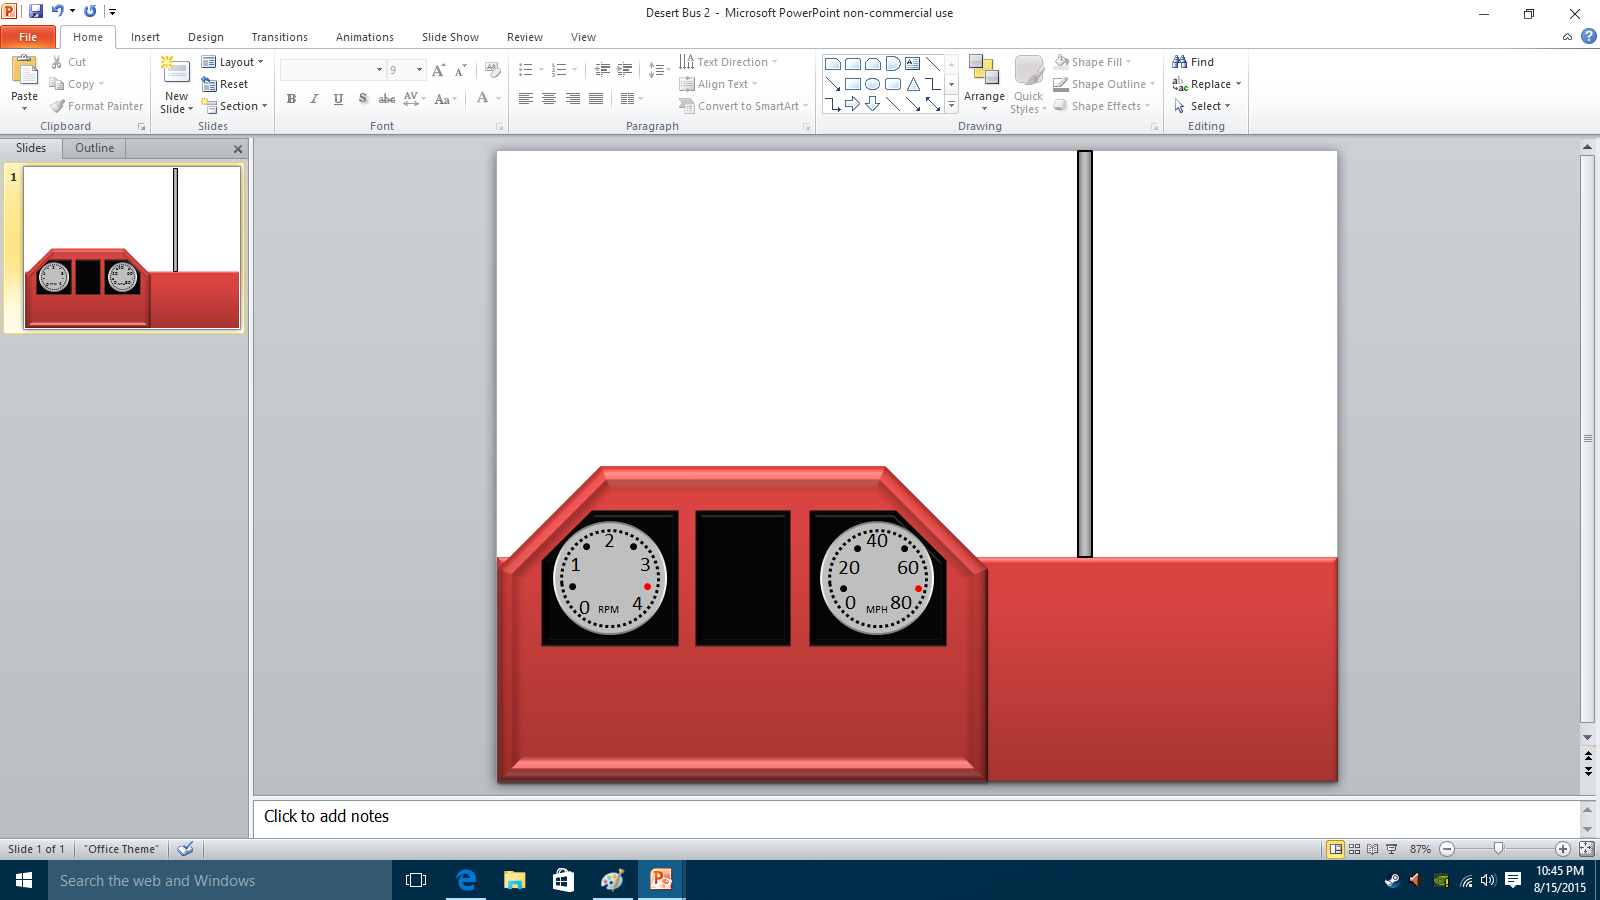 Desert Bus 2 - Microsoft PowerPoint non-commercial use
File Home Insert Design Transitions Animations Slide Show Review View
Paste
Cut
Copy
Format Painter
Clipboard
New Slide
Layout
Reset
Section
Slides
9
B I U S abc AV Aa A
Font
Text Direction
Align Text
Convert to SmartArt
Paragraph
Arrange
Quick Styles
Shape Fill
Shape Outline
Shape Effects
Drawing
Find
Replace
Select
Editing
Slides Outline
1
0 1 2 3 4
RPM
0 20 40 60 80
MPH
Click to add notes
Slide 1 of 1 "Office Theme" 87%
Search the web and Windows
10:45 PM
8/15/2015